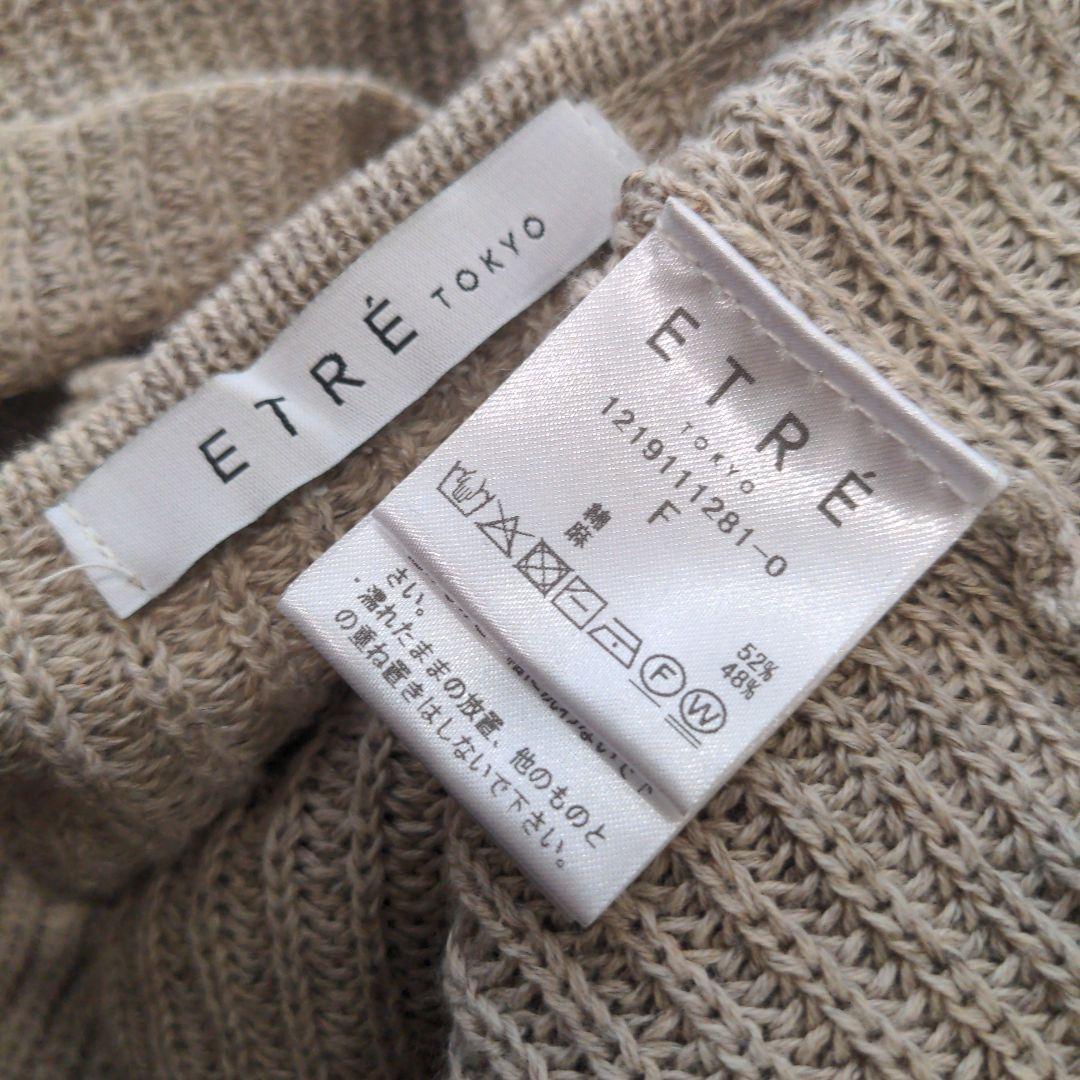 ETRÉ TOKYO
ETRÉ
TOKYO
1219111281-0
F
綿 52%
麻 48%
F W
さい。
・濡れたままの放置、他のものと
の重ね置きはしないで下さい。